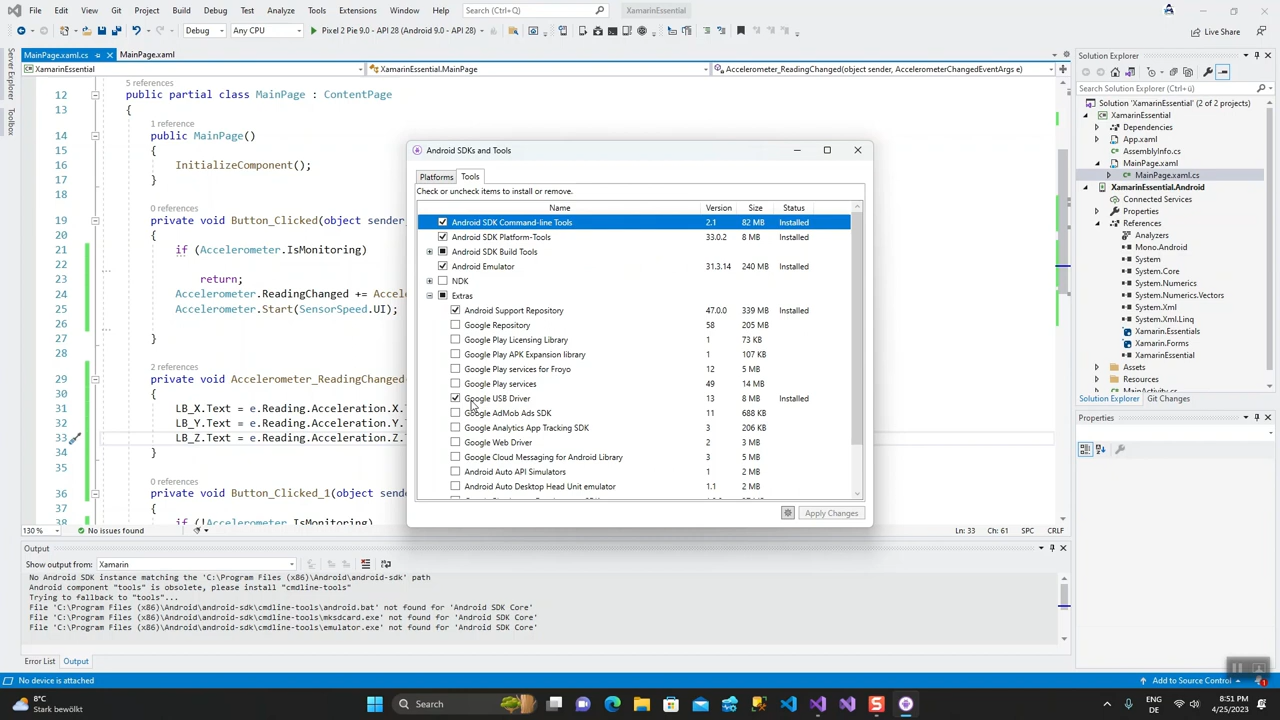 File Edit View Git Project Build Debug Test Analyze Tools Extensions Window Help Search (Ctrl+Q) XamarinEssential
Debug Any CPU Pixel 2 Pie 9.0 - API 28 (Android 9.0 - API 28) Live Share
MainPage.xaml.cs MainPage.xaml
XamarinEssential XamarinEssential.MainPage Accelerometer_ReadingChanged(object sender, AccelerometerChangedEventArgs e)
Server Explorer
Toolbox
5 references
12 public partial class MainPage : ContentPage
13 {
1 reference
14 public MainPage()
15 {
16 InitializeComponent();
17 }
18
0 references
19 private void Button_Clicked(object sender
20 {
21 if (Accelerometer.IsMonitoring)
22
23 return;
24 Accelerometer.ReadingChanged += Accel
25 Accelerometer.Start(SensorSpeed.UI);
26
27 }
28
2 references
29 private void Accelerometer_ReadingChanged
30 {
31 LB_X.Text = e.Reading.Acceleration.X.
32 LB_Y.Text = e.Reading.Acceleration.Y.
33 LB_Z.Text = e.Reading.Acceleration.Z.
34 }
35
0 references
36 private void Button_Clicked_1(object sender
37 {
38 if (!Accelerometer.IsMonitoring)
130 % No issues found Ln: 33 Ch: 61 SPC CRLF
Android SDKs and Tools
Platforms Tools
Check or uncheck items to install or remove.
Name Version Size Status
Android SDK Command-line Tools 2.1 82 MB Installed
Android SDK Platform-Tools 33.0.2 8 MB Installed
Android SDK Build Tools
Android Emulator 31.3.14 240 MB Installed
NDK
Extras
Android Support Repository 47.0.0 339 MB Installed
Google Repository 58 205 MB
Google Play Licensing Library 1 73 KB
Google Play APK Expansion library 1 107 KB
Google Play services for Froyo 12 5 MB
Google Play services 49 14 MB
Google USB Driver 13 8 MB Installed
Google AdMob Ads SDK 11 688 KB
Google Analytics App Tracking SDK 3 206 KB
Google Web Driver 2 3 MB
Google Cloud Messaging for Android Library 3 5 MB
Android Auto API Simulators 1 2 MB
Android Auto Desktop Head Unit emulator 1.1 2 MB
Apply Changes
Solution Explorer
Search Solution Explorer (Ctrl+ü)
Solution 'XamarinEssential' (2 of 2 projects)
XamarinEssential
Dependencies
App.xaml
AssemblyInfo.cs
MainPage.xaml
MainPage.xaml.cs
XamarinEssential.Android
Connected Services
Properties
References
Analyzers
Mono.Android
System
System.Core
System.Numerics
System.Numerics.Vectors
System.Xml
System.Xml.Linq
Xamarin.Essentials
Xamarin.Forms
XamarinEssential
Assets
Resources
MainActivity.cs
Solution Explorer Git Changes
Properties
Output
Show output from: Xamarin
No Android SDK instance matching the 'C:\Program Files (x86)\Android\android-sdk' path
Android component "tools" is obsolete, please install "cmdline-tools"
Trying to fallback to "tools"...
File 'C:\Program Files (x86)\Android\android-sdk\cmdline-tools\android.bat' not found for 'Android SDK Core'
File 'C:\Program Files (x86)\Android\android-sdk\cmdline-tools\mksdcard.exe' not found for 'Android SDK Core'
File 'C:\Program Files (x86)\Android\android-sdk\cmdline-tools\emulator.exe' not found for 'Android SDK Core'
Error List Output
No device is attached Add to Source Control
8°C
Stark bewölkt
Search
ENG
DE
8:51 PM
4/25/2023